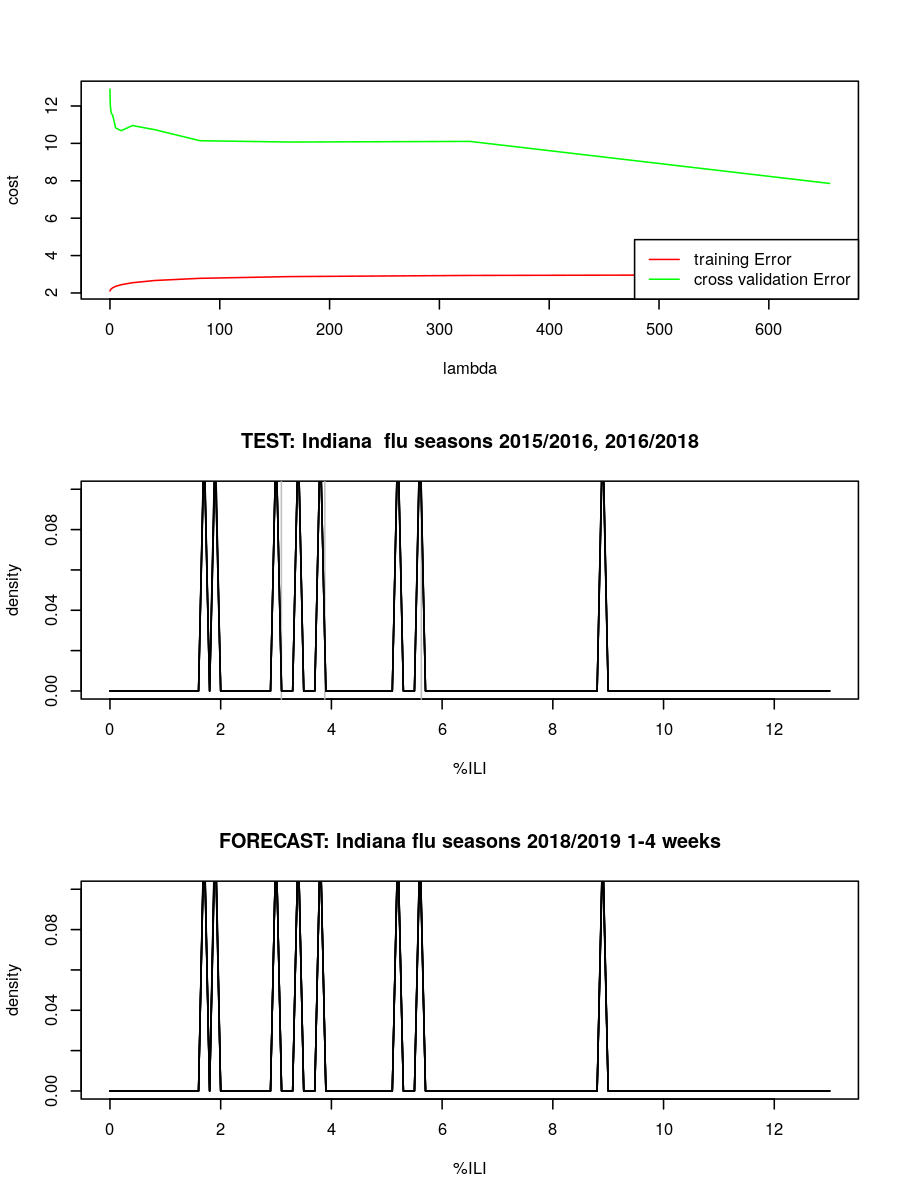 cost
2 4 6 8 10 12
training Error
cross validation Error
0 100 200 300 400 500 600
lambda
TEST: Indiana  flu seasons 2015/2016, 2016/2018
density
0.00 0.04 0.08
0 2 4 6 8 10 12
%ILI
FORECAST: Indiana flu seasons 2018/2019 1-4 weeks
density
0.00 0.04 0.08
0 2 4 6 8 10 12
%ILI